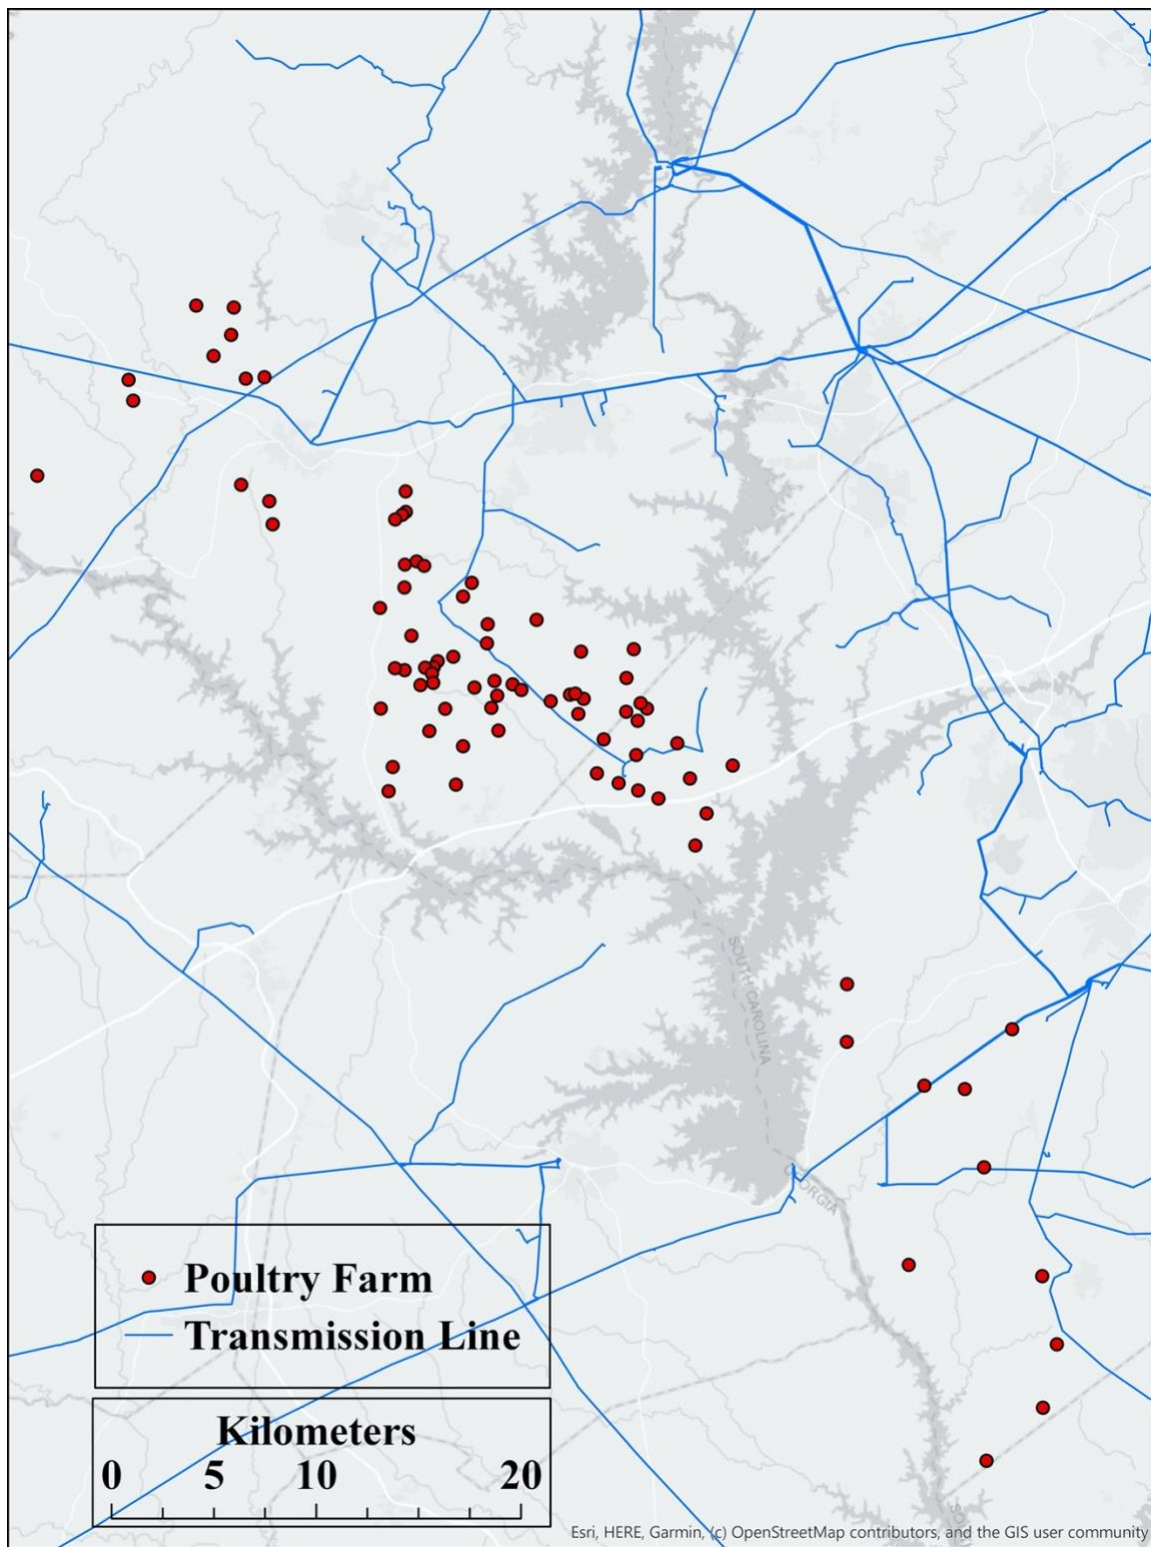 SOUTH CAROLINA
GEORGIA
Poultry Farm
Transmission Line
Kilometers
0 5 10 20
Esri, HERE, Garmin, (c) OpenStreetMap contributors, and the GIS user community